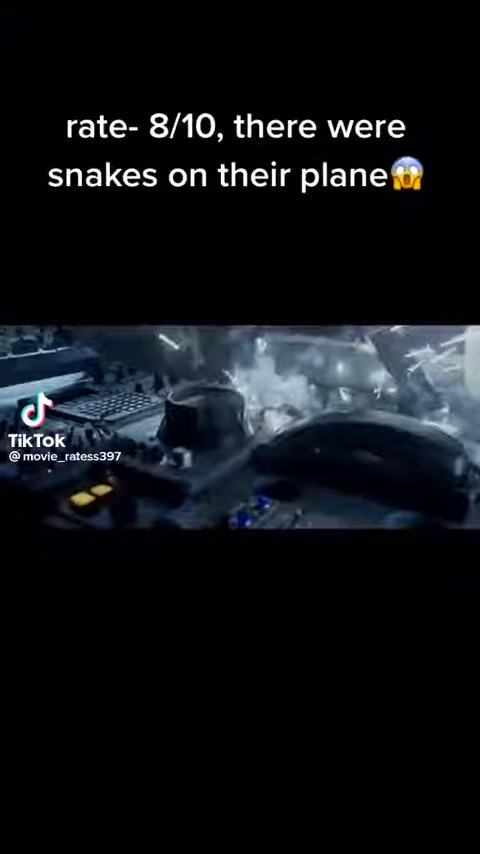 rate- 8/10, there were
snakes on their plane😱
TikTok
@movie_ratess397